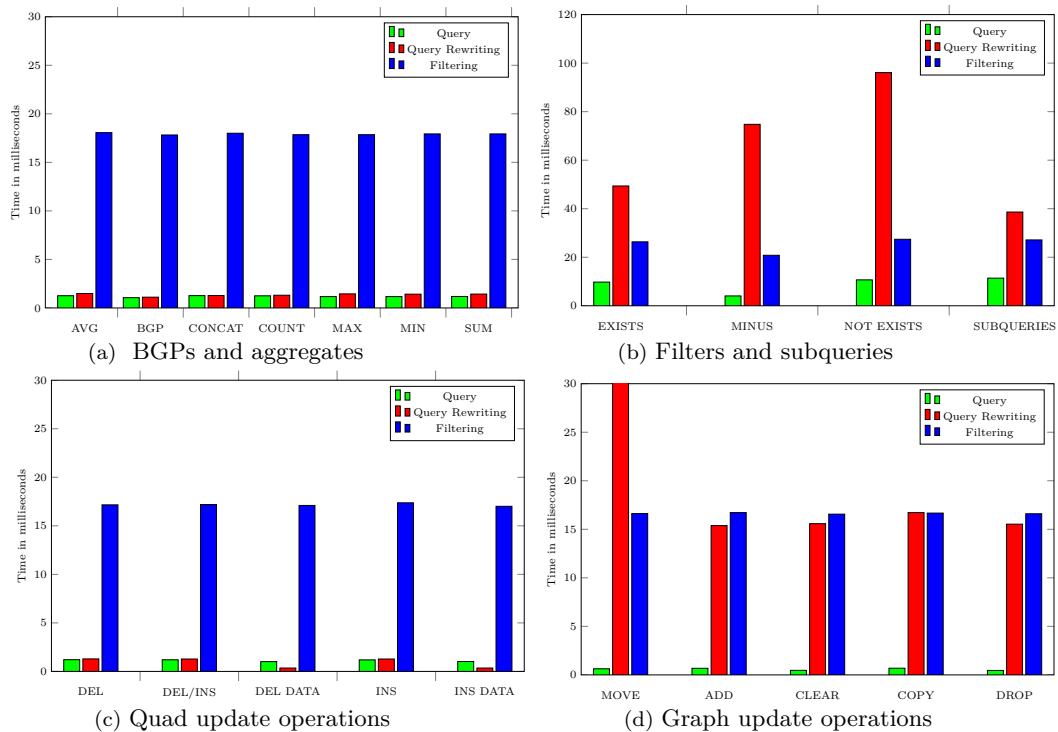 30
25
20
15
10
5
0
Time in milliseconds
Query
Query Rewriting
Filtering
AVG BGP CONCAT COUNT MAX MIN SUM
(a) BGPs and aggregates
120
100
80
60
40
20
0
Time in milliseconds
Query
Query Rewriting
Filtering
EXISTS MINUS NOT EXISTS SUBQUERIES
(b) Filters and subqueries
30
25
20
15
10
5
0
Time in milliseconds
Query
Query Rewriting
Filtering
DEL DEL/INS DEL DATA INS INS DATA
(c) Quad update operations
30
25
20
15
10
5
0
Time in milliseconds
Query
Query Rewriting
Filtering
MOVE ADD CLEAR COPY DROP
(d) Graph update operations